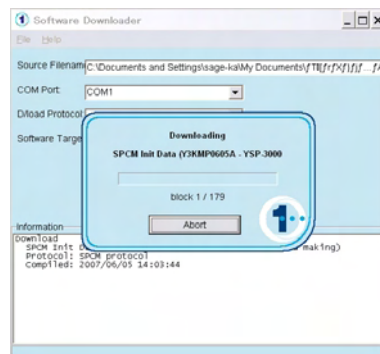 Software Downloader
File Help
Source Filenam C:\Documents and Settings\sage-ka\My Documents\
COM Port: COM1
D/load Protocol
Software Targe
Downloading
SPCM Init Data (Y3KMP0605A - YSP-3000
block 1 / 179
Abort
Information
Download
SPCM Init D making)
Protocol: SPCM protocol
Compiled: 2007/06/05 14:03:44